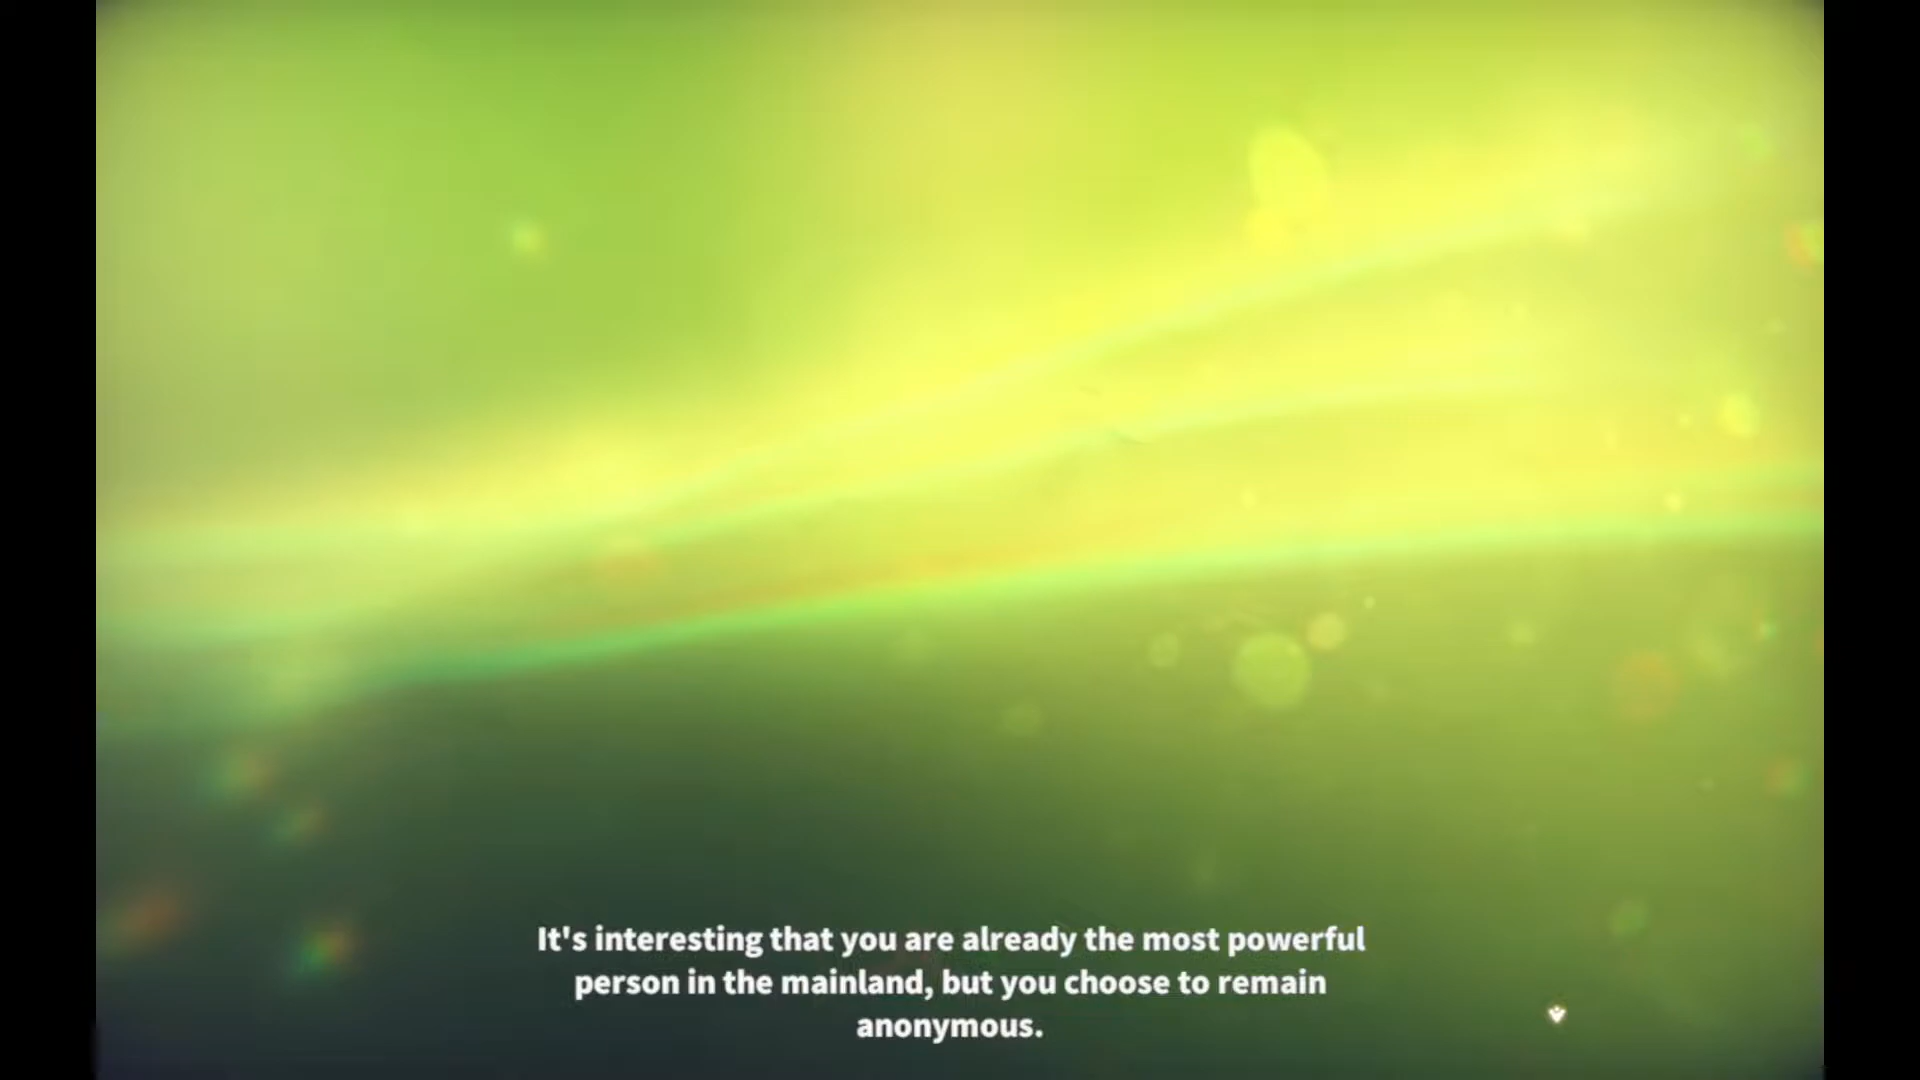 It's interesting that you are already the most powerful
person in the mainland, but you choose to remain
anonymous.